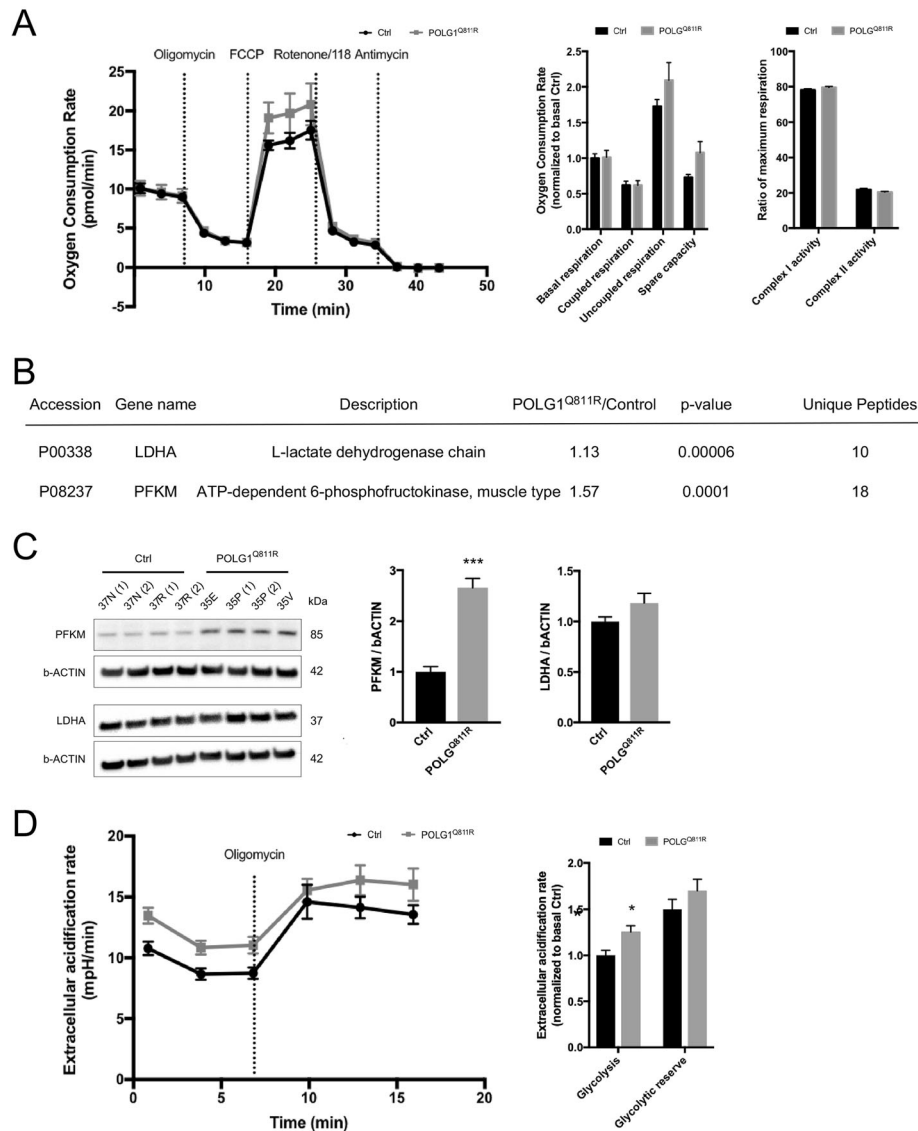 A
Ctrl POLG1Q811R
Oligomycin FCCP Rotenone/118 Antimycin
Oxygen Consumption Rate
(pmol/min)
25
20
15
10
5
0
-5
10 20 30 40 50
Time (min)
Ctrl POLGQ811R
Oxygen Consumption Rate
(normalized to basal Ctrl)
2.5
2.0
1.5
1.0
0.5
0.0
Basal respiration
Coupled respiration
Uncoupled respiration
Spare capacity
Ctrl POLGQ811R
Ratio of maximum respiration
100
80
60
40
20
0
Complex I activity
Complex II activity
B
Accession Gene name Description POLG1Q811R/Control p-value Unique Peptides
P00338 LDHA L-lactate dehydrogenase chain 1.13 0.00006 10
P08237 PFKM ATP-dependent 6-phosphofructokinase, muscle type 1.57 0.0001 18
C
Ctrl POLG1Q811R
37N (1) 37N (2) 37R (1) 37R (2) 35E 35P (1) 35P (2) 35V kDa
PFKM 85
b-ACTIN 42
LDHA 37
b-ACTIN 42
PFKM / bACTIN
3
2
1
0
***
Ctrl
POLGQ811R
LDHA / bACTIN
1.5
1.0
0.5
0.0
Ctrl
POLGQ811R
D
Ctrl POLG1Q811R
Oligomycin
Extracellular acidification rate
(mpH/min)
20
15
10
5
0
0 5 10 15 20
Time (min)
Ctrl POLGQ811R
Extracellular acidification rate
(normalized to basal Ctrl)
2.0
1.5
1.0
0.5
0.0
*
Glycolysis
Glycolytic reserve